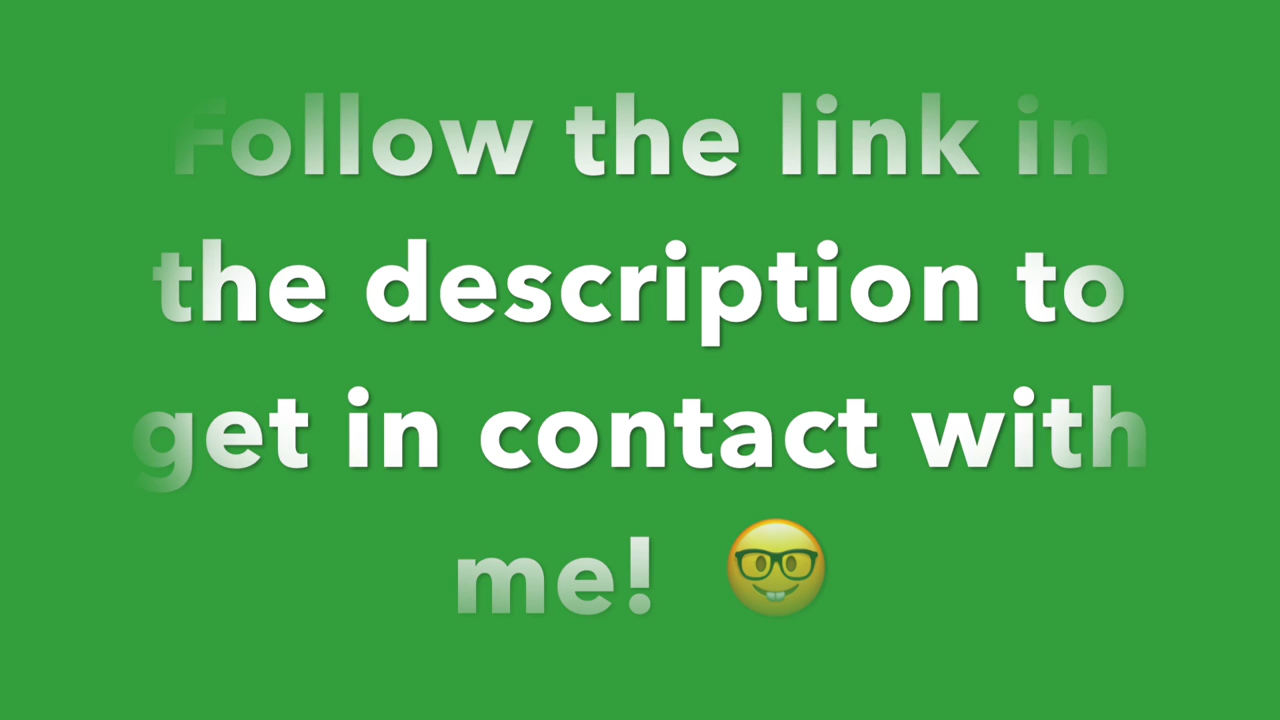 Follow the link in
the description to
get in contact with
me! 🤓